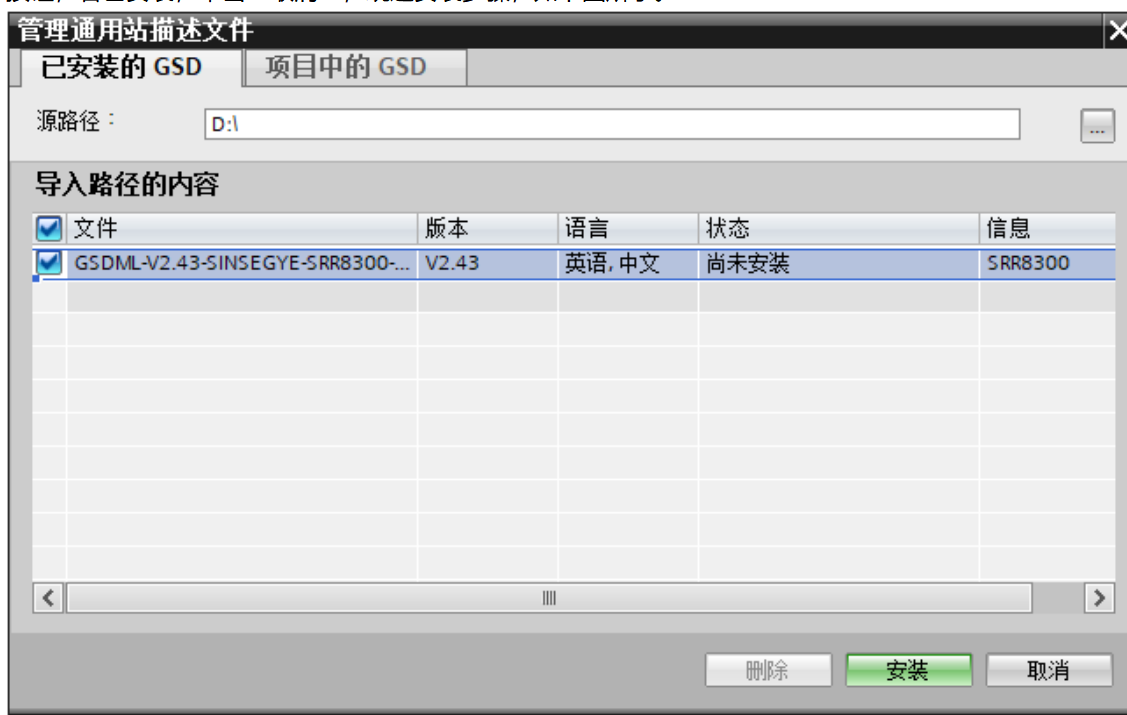 管理通用站描述文件
已安装的 GSD 项目中的 GSD
源路径: D:\ ...
导入路径的内容
文件 版本 语言 状态 信息
GSDML-V2.43-SINSEGYE-SRR8300-... V2.43 英语, 中文 尚未安装 SRR8300
删除 安装 取消